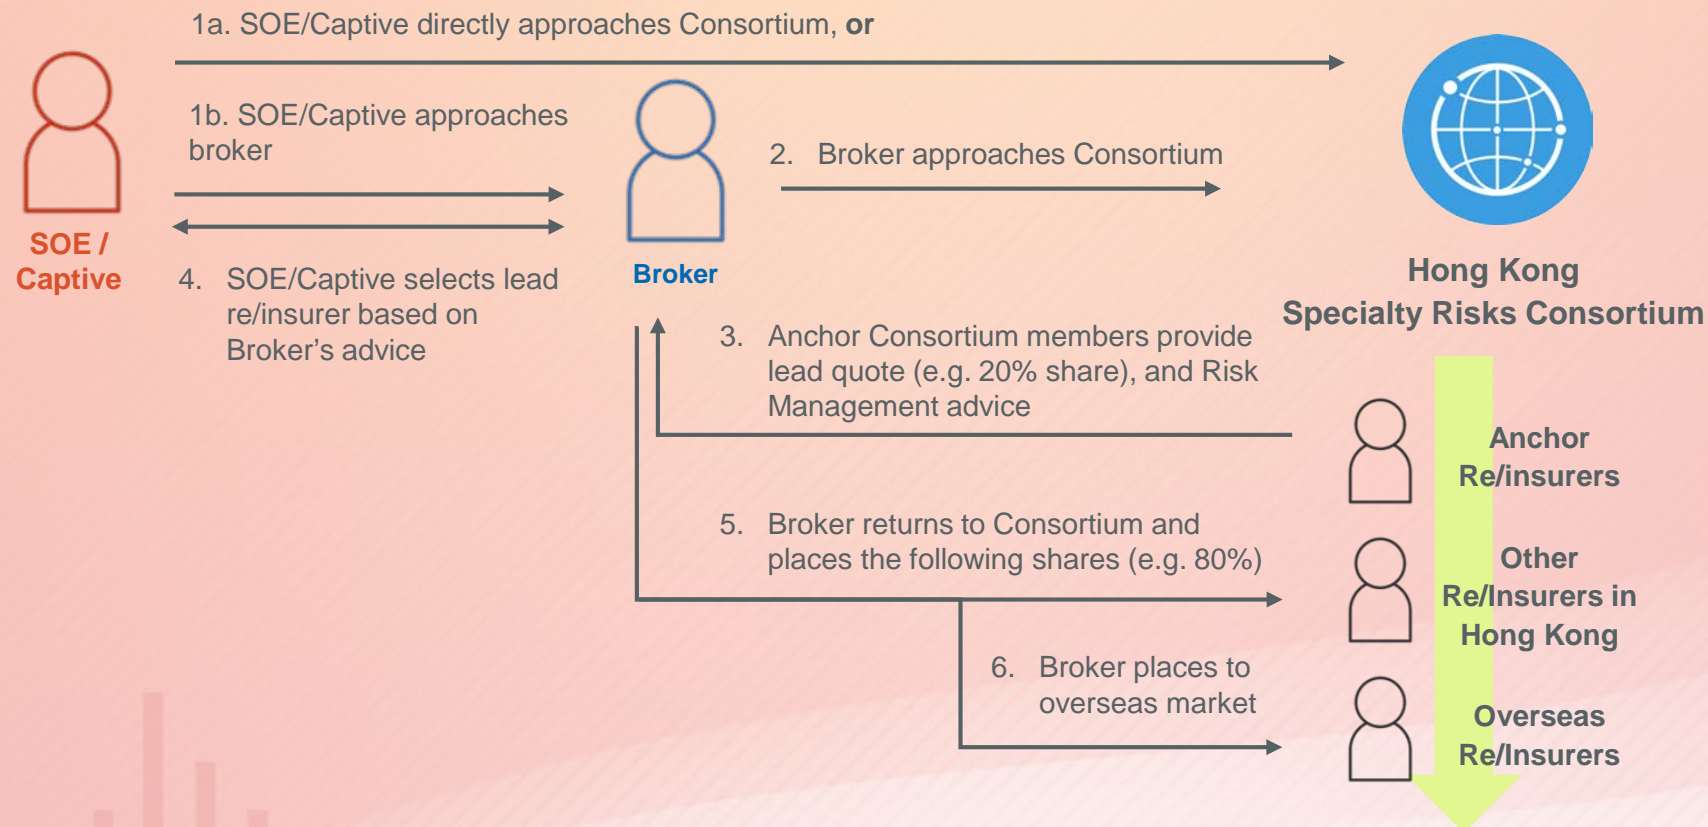 1a. SOE/Captive directly approaches Consortium, or
1b. SOE/Captive approaches
broker
2. Broker approaches Consortium
SOE /
Captive
Broker
4. SOE/Captive selects lead
re/insurer based on
Broker's advice
Hong Kong
Specialty Risks Consortium
3. Anchor Consortium members provide
lead quote (e.g. 20% share), and Risk
Management advice
Anchor
Re/insurers
5. Broker returns to Consortium and
places the following shares (e.g. 80%)
Other
Re/Insurers in
Hong Kong
6. Broker places to
overseas market
Overseas
Re/Insurers